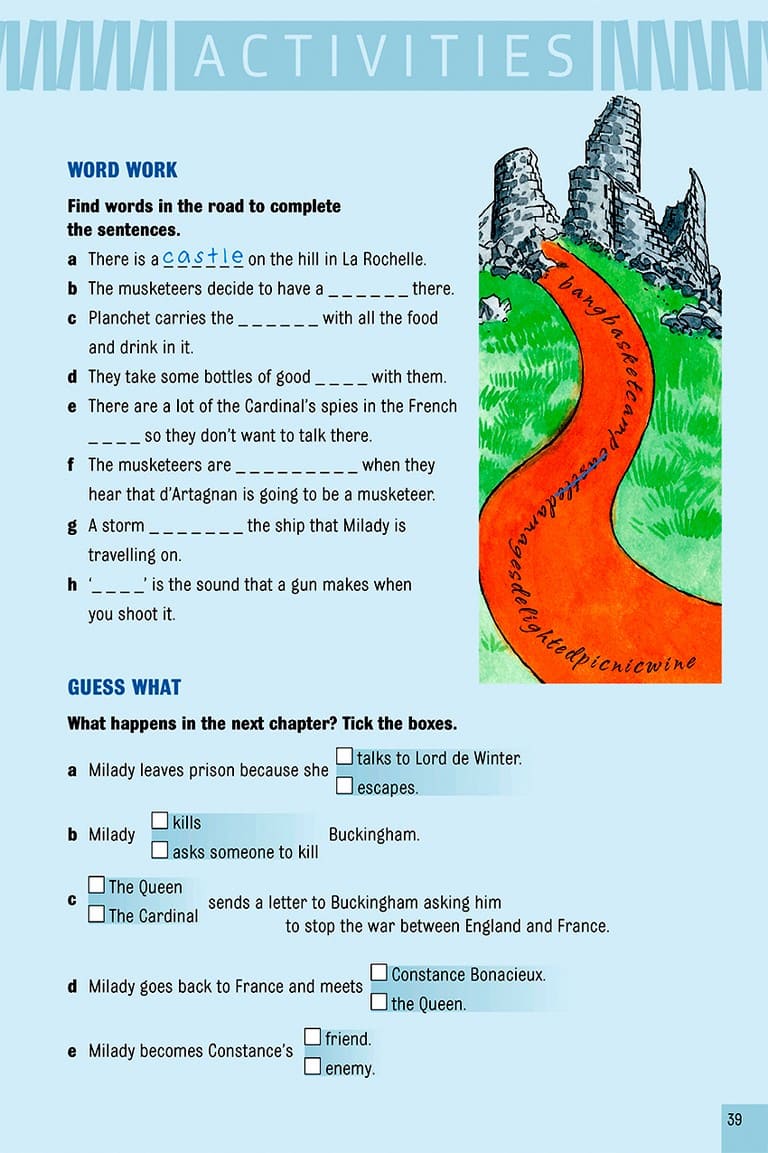 ACTIVITIES
WORD WORK
Find words in the road to complete
the sentences.
a There is a castle on the hill in La Rochelle.
b The musketeers decide to have a _ _ _ _ _ _ there.
c Planchet carries the _ _ _ _ _ _ with all the food
and drink in it.
d They take some bottles of good _ _ _ _ with them.
e There are a lot of the Cardinal's spies in the French
_ _ _ _ so they don't want to talk there.
f The musketeers are _ _ _ _ _ _ _ _ _ when they
hear that d'Artagnan is going to be a musketeer.
g A storm _ _ _ _ _ _ _ the ship that Milady is
travelling on.
h '_ _ _ _' is the sound that a gun makes when
you shoot it.
bangbasketcampcastledamagesdelightedpicnicwine
GUESS WHAT
What happens in the next chapter? Tick the boxes.
a Milady leaves prison because she
talks to Lord de Winter.
escapes.
b Milady
kills
asks someone to kill
Buckingham.
c
The Queen
The Cardinal
sends a letter to Buckingham asking him
to stop the war between England and France.
d Milady goes back to France and meets
Constance Bonacieux.
the Queen.
e Milady becomes Constance's
friend.
enemy.
39